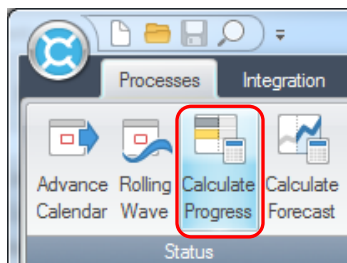 Processes Integration
Advance Rolling Calculate Calculate
Calendar Wave Progress Forecast
Status